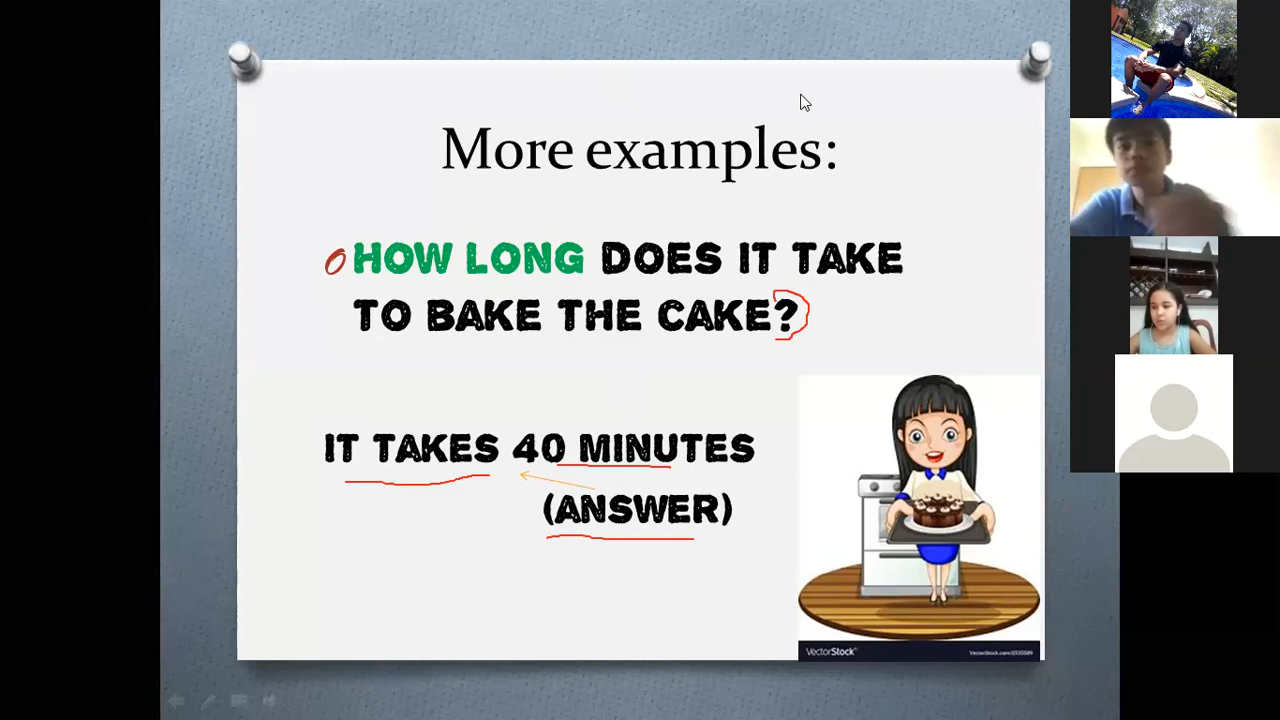 More examples:
HOW LONG DOES IT TAKE
TO BAKE THE CAKE?
IT TAKES 40 MINUTES
(ANSWER)
VectorStock®